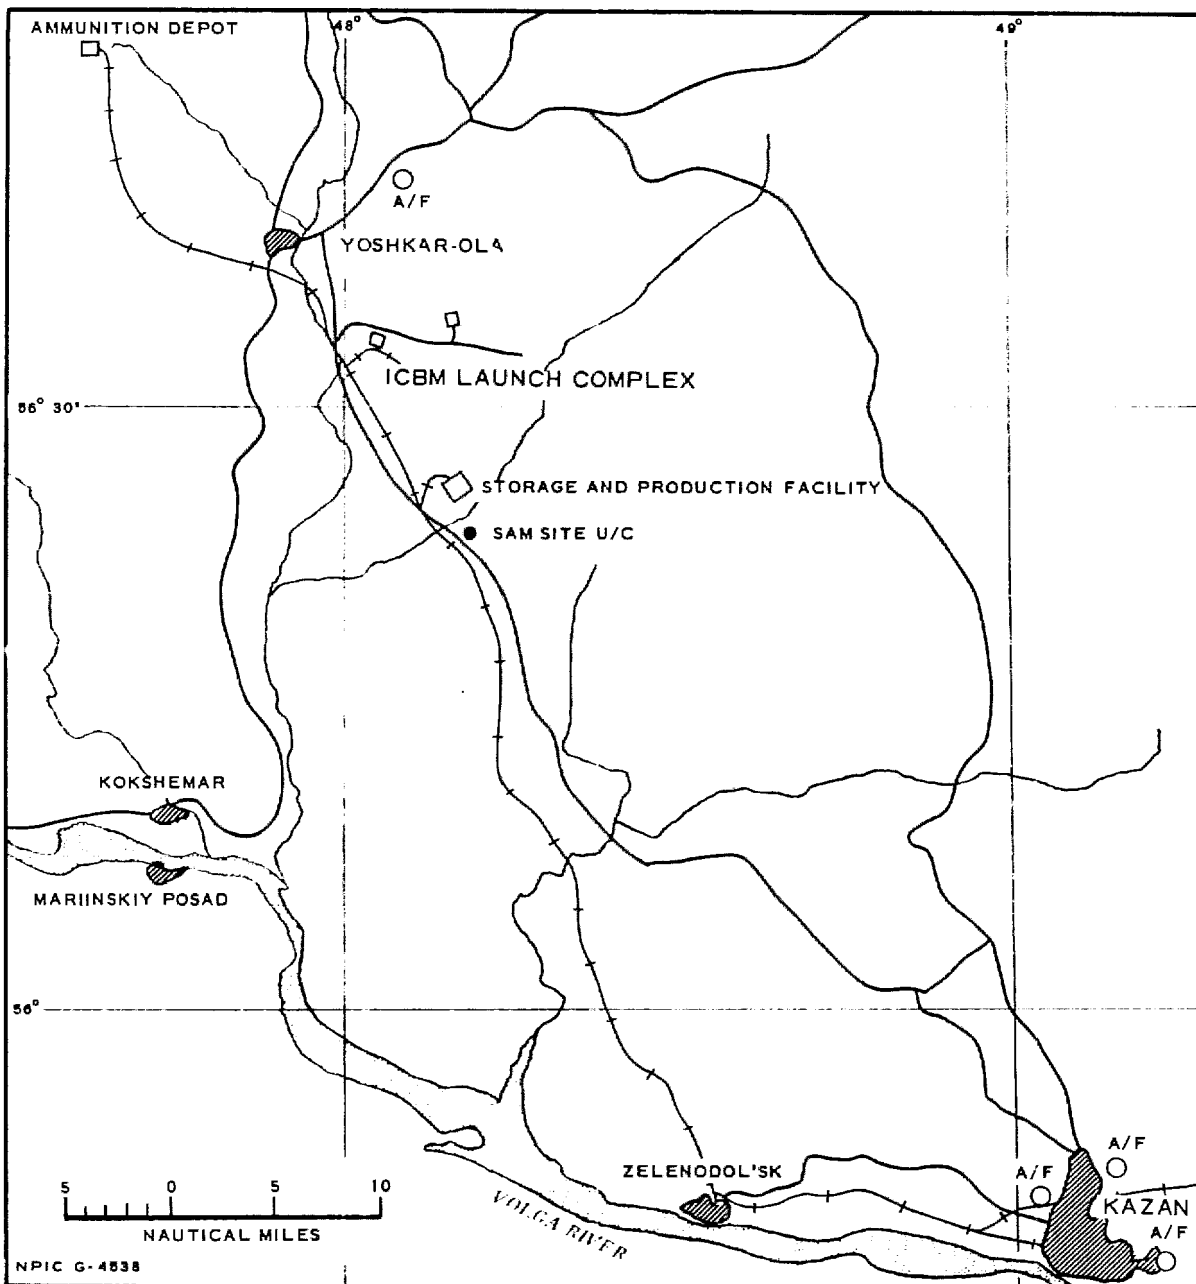 AMMUNITION DEPOT
48°
49°
A/F
YOSHKAR-OLA
ICBM LAUNCH COMPLEX
56° 30'
STORAGE AND PRODUCTION FACILITY
SAM SITE U/C
KOKSHEMAR
MARIINSKIY POSAD
56°
A/F
ZELENODOL'SK
A/F
KAZAN
5 0 5 10
VOLGA RIVER
A/F
NAUTICAL MILES
NPIC G-4538